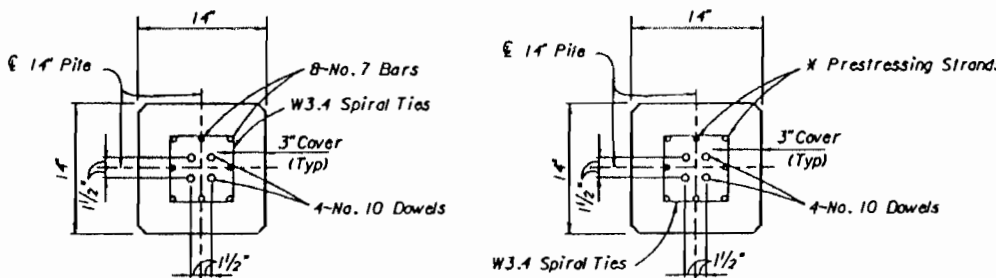 14"
℄ 14" Pile
8-No. 7 Bars
W3.4 Spiral Ties
3" Cover
(Typ)
14"
1½"
4-No. 10 Dowels
1½"
14"
℄ 14" Pile
* Prestressing Strand.
3" Cover
(Typ)
14"
1½"
4-No. 10 Dowels
W3.4 Spiral Ties
1½"